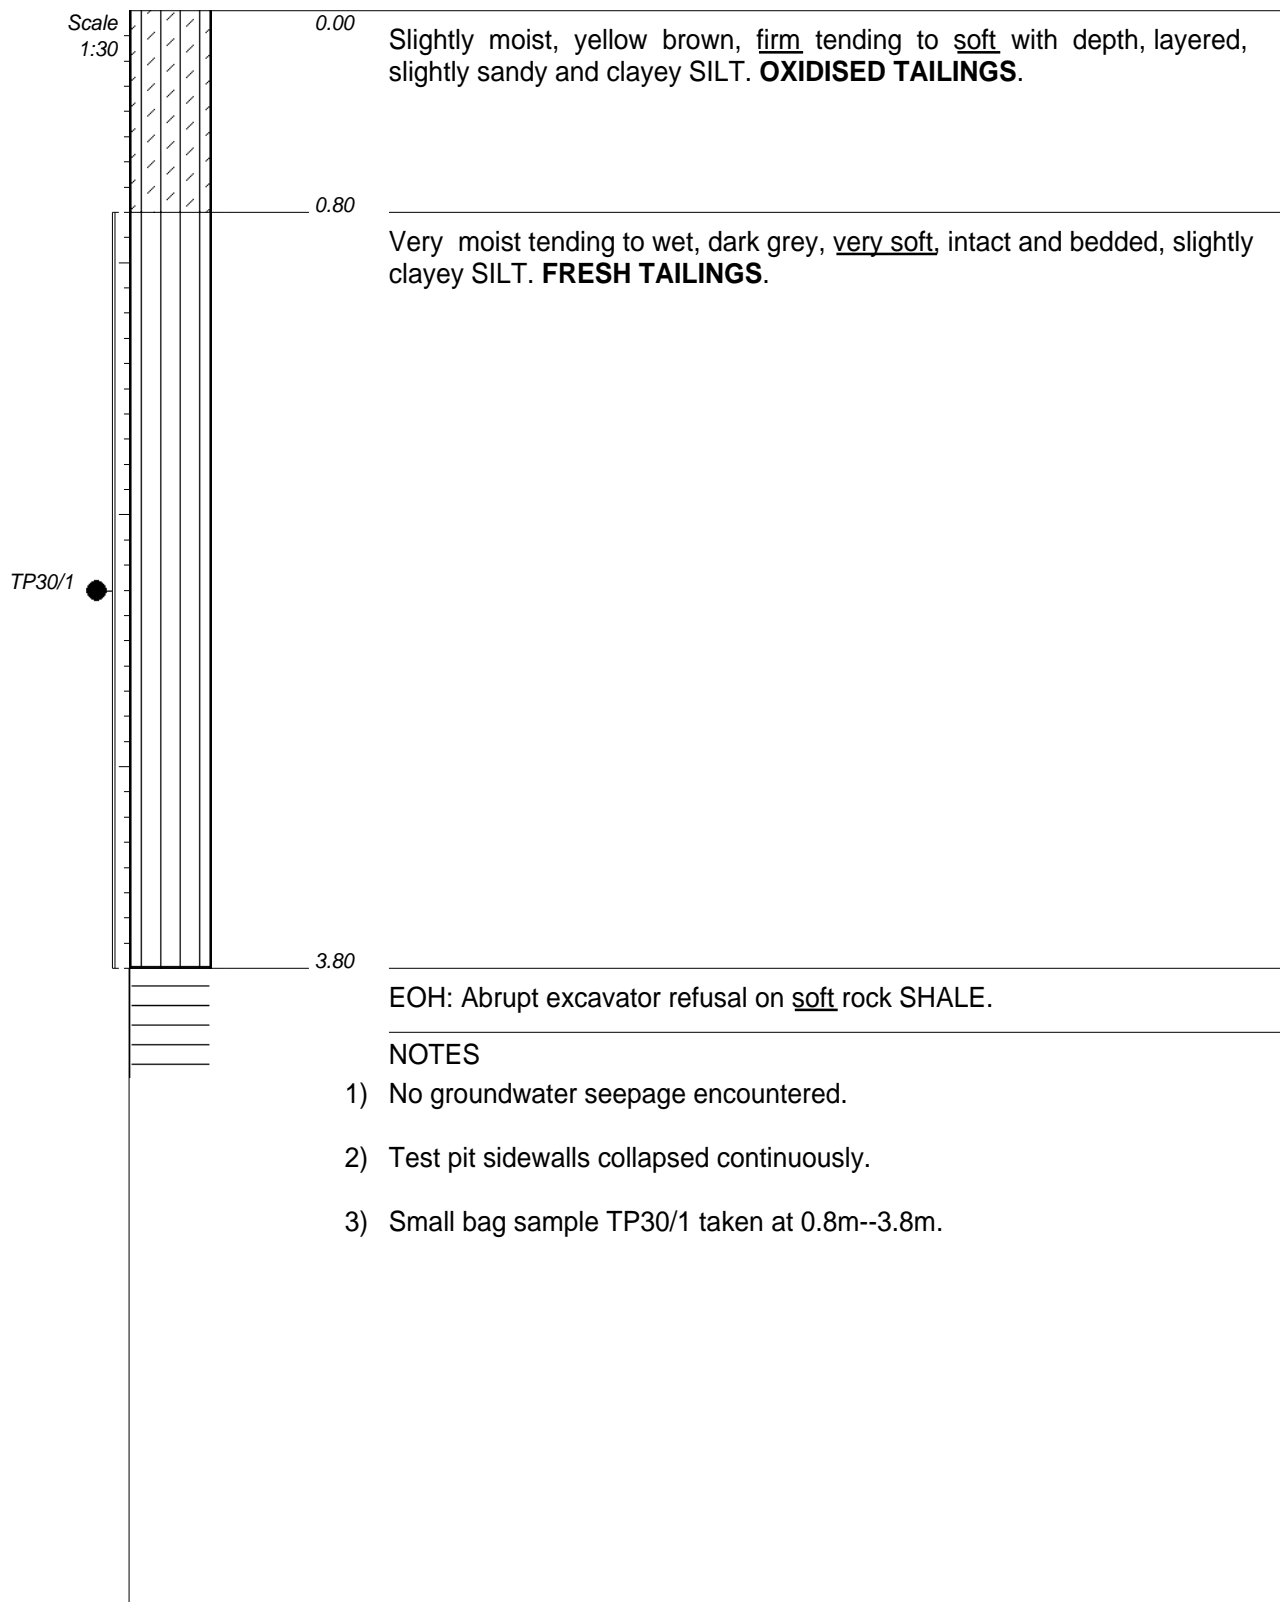 Scale
1:30
0.00
Slightly moist, yellow brown, firm tending to soft with depth, layered,
slightly sandy and clayey SILT. OXIDISED TAILINGS.
0.80
Very moist tending to wet, dark grey, very soft, intact and bedded, slightly
clayey SILT. FRESH TAILINGS.
TP30/1
3.80
EOH: Abrupt excavator refusal on soft rock SHALE.
NOTES
1) No groundwater seepage encountered.
2) Test pit sidewalls collapsed continuously.
3) Small bag sample TP30/1 taken at 0.8m--3.8m.